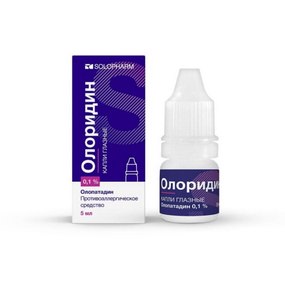 SOLOPHARM
Олоридин
КАПЛИ ГЛАЗНЫЕ
0,1 %
Олопатадин
Противоаллергическое
средство
5 мл
Олоридин
КАПЛИ ГЛАЗНЫЕ
Олопатадин 0,1 %